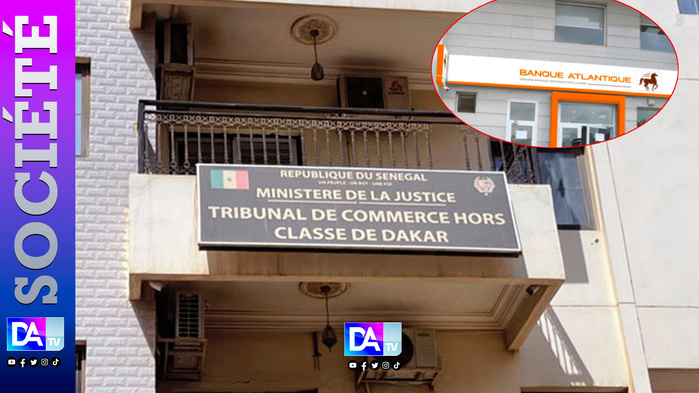 SOCIÉTÉ
BANQUE ATLANTIQUE
REPUBLIQUE DU SENEGAL
UN PEUPLE - UN BUT - UNE FOI
MINISTERE DE LA JUSTICE
TRIBUNAL DE COMMERCE HORS
CLASSE DE DAKAR
DA TV
DA TV